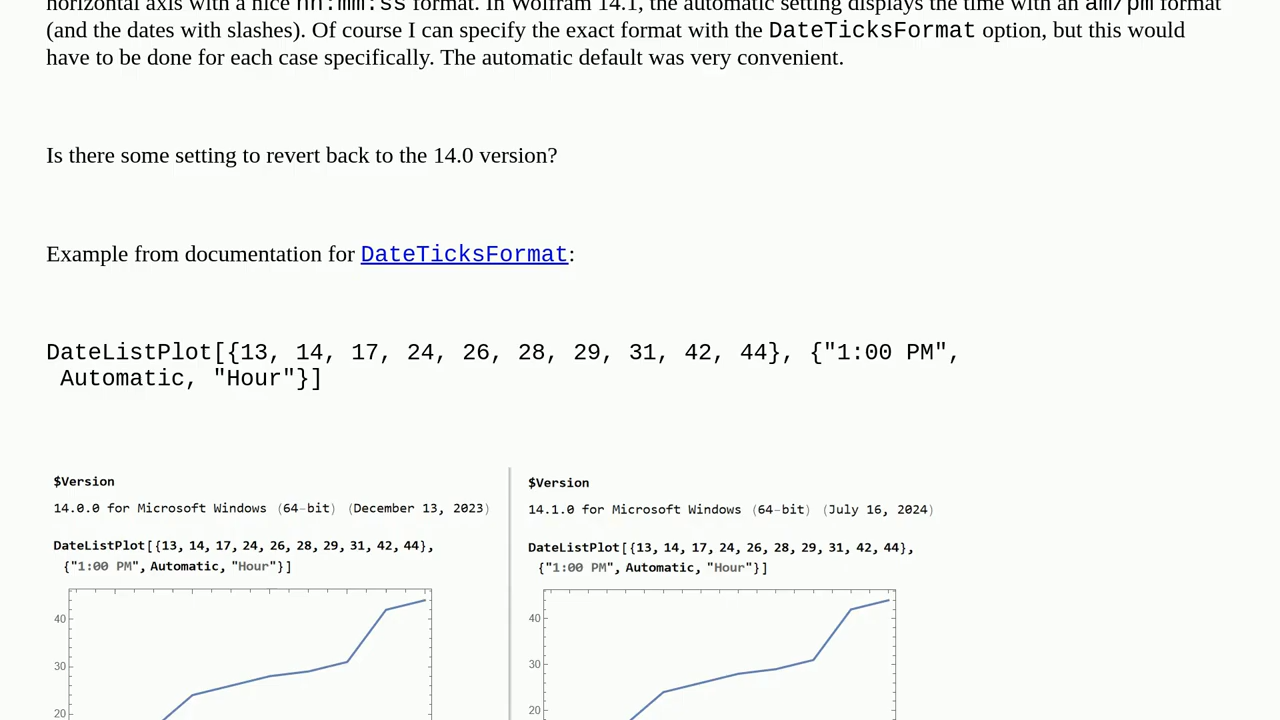 horizontal axis with a nice hh:mm:ss format. In Wolfram 14.1, the automatic setting displays the time with an am/pm format
(and the dates with slashes). Of course I can specify the exact format with the DateTicksFormat option, but this would
have to be done for each case specifically. The automatic default was very convenient.
Is there some setting to revert back to the 14.0 version?
Example from documentation for DateTicksFormat:
DateListPlot[{13, 14, 17, 24, 26, 28, 29, 31, 42, 44}, {"1:00 PM",
Automatic, "Hour"}]
$Version
14.0.0 for Microsoft Windows (64-bit) (December 13, 2023)
DateListPlot[{13, 14, 17, 24, 26, 28, 29, 31, 42, 44},
{"1:00 PM", Automatic, "Hour"}]
40
30
20
$Version
14.1.0 for Microsoft Windows (64-bit) (July 16, 2024)
DateListPlot[{13, 14, 17, 24, 26, 28, 29, 31, 42, 44},
{"1:00 PM", Automatic, "Hour"}]
40
30
20